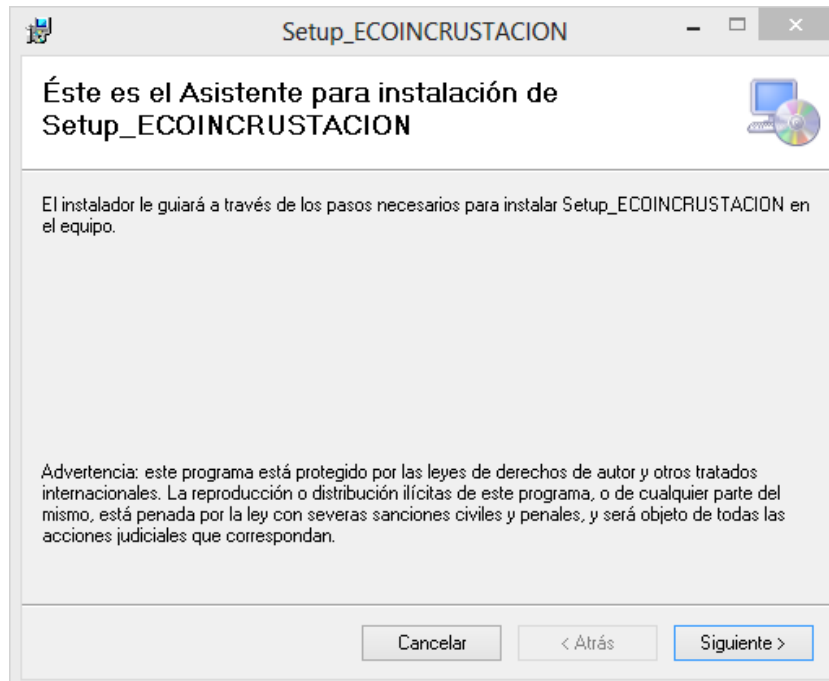 Setup_ECOINCRUSTACION
Éste es el Asistente para instalación de
Setup_ECOINCRUSTACION
El instalador le guiará a través de los pasos necesarios para instalar Setup_ECOINCRUSTACION en
el equipo.
Advertencia: este programa está protegido por las leyes de derechos de autor y otros tratados
internacionales. La reproducción o distribución ilícitas de este programa, o de cualquier parte del
mismo, está penada por la ley con severas sanciones civiles y penales, y será objeto de todas las
acciones judiciales que correspondan.
Cancelar < Atrás Siguiente >